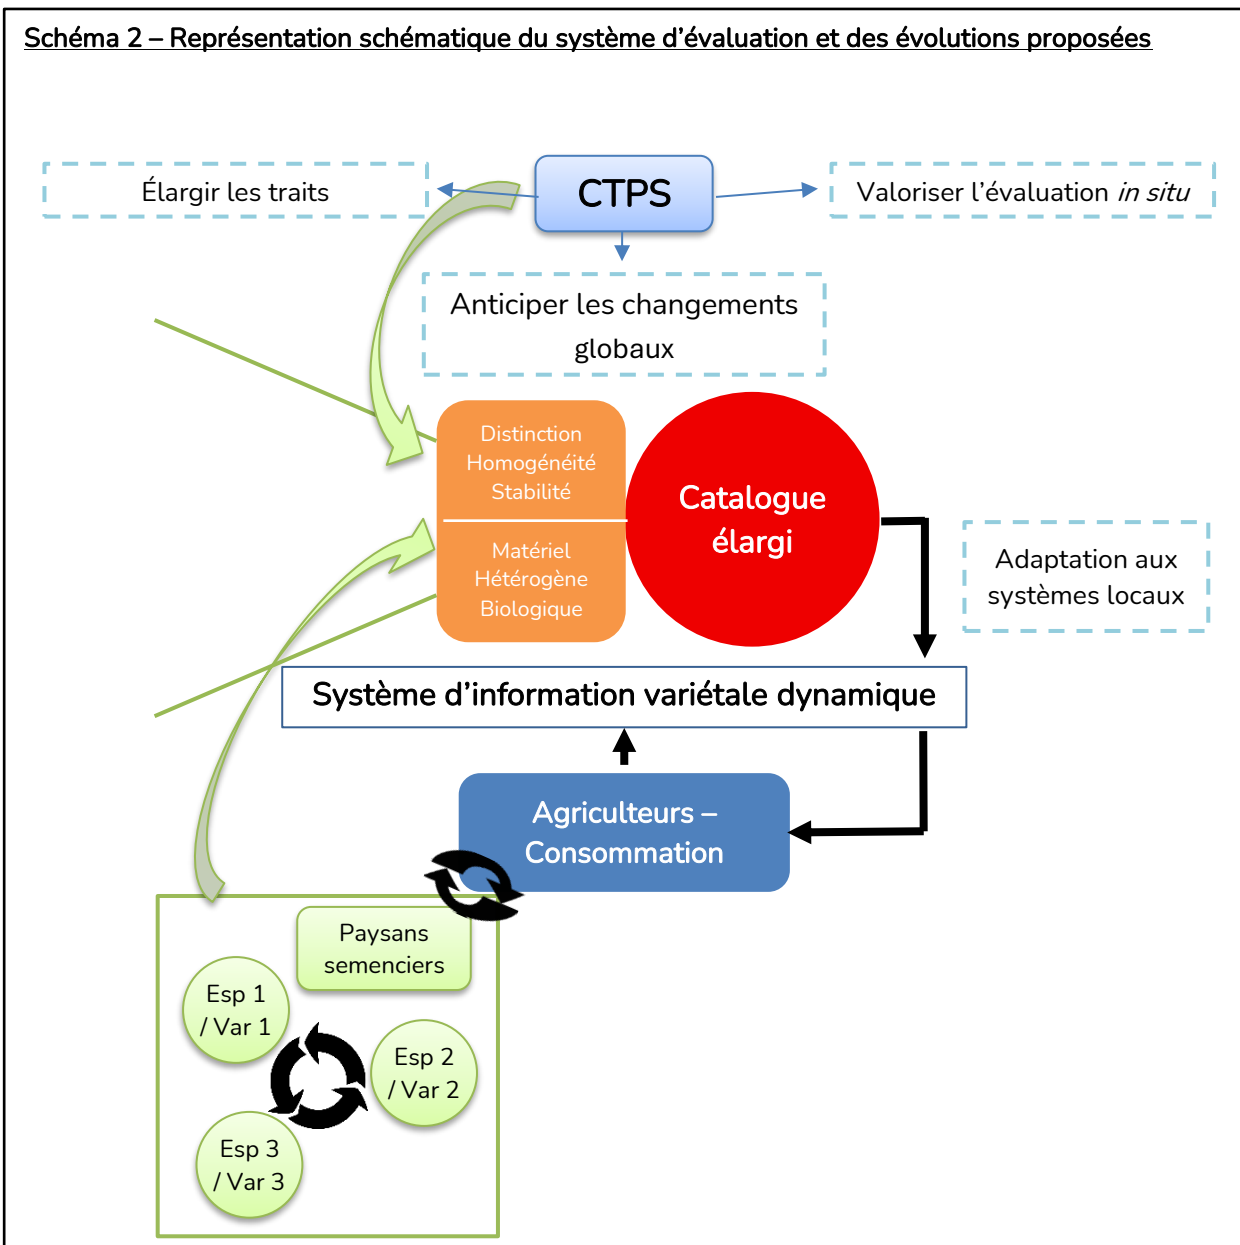 Schéma 2 – Représentation schématique du système d’évaluation et des évolutions proposées
Élargir les traits
CTPS
Valoriser l’évaluation in situ
Anticiper les changements
globaux
Distinction
Homogénéité
Stabilité
Matériel
Hétérogène
Biologique
Catalogue
élargi
Adaptation aux
systèmes locaux
Système d’information variétale dynamique
Agriculteurs –
Consommation
Paysans
semenciers
Esp 1
/ Var 1
Esp 2
/ Var 2
Esp 3
/ Var 3